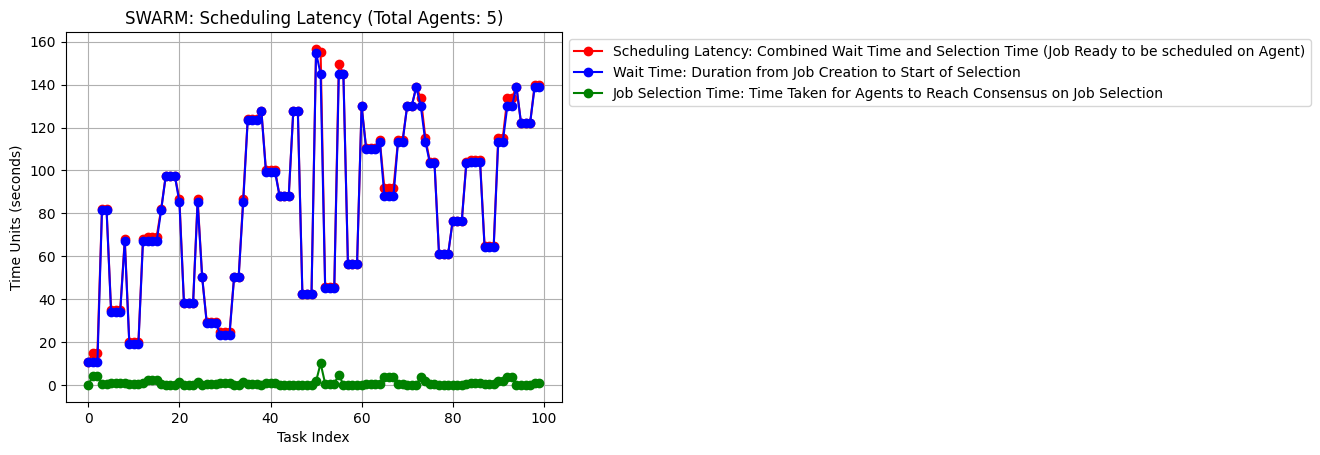 SWARM: Scheduling Latency (Total Agents: 5)
Scheduling Latency: Combined Wait Time and Selection Time (Job Ready to be scheduled on Agent)
Wait Time: Duration from Job Creation to Start of Selection
Job Selection Time: Time Taken for Agents to Reach Consensus on Job Selection
Time Units (seconds)
160
140
120
100
80
60
40
20
0
0 20 40 60 80 100
Task Index